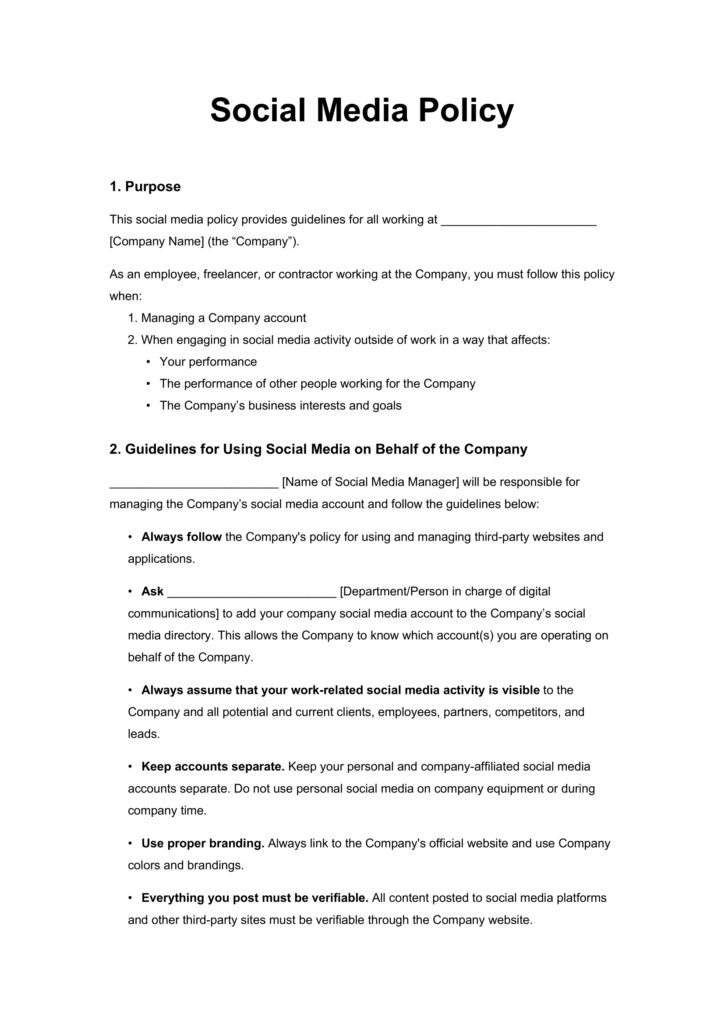 Social Media Policy
1. Purpose
This social media policy provides guidelines for all working at _______________________
[Company Name] (the “Company”).
As an employee, freelancer, or contractor working at the Company, you must follow this policy
when:
1. Managing a Company account
2. When engaging in social media activity outside of work in a way that affects:
• Your performance
• The performance of other people working for the Company
• The Company’s business interests and goals
2. Guidelines for Using Social Media on Behalf of the Company
_________________________ [Name of Social Media Manager] will be responsible for
managing the Company’s social media account and follow the guidelines below:
• Always follow the Company's policy for using and managing third-party websites and
applications.
• Ask _________________________ [Department/Person in charge of digital
communications] to add your company social media account to the Company’s social
media directory. This allows the Company to know which account(s) you are operating on
behalf of the Company.
• Always assume that your work-related social media activity is visible to the
Company and all potential and current clients, employees, partners, competitors, and
leads.
• Keep accounts separate. Keep your personal and company-affiliated social media
accounts separate. Do not use personal social media on company equipment or during
company time.
• Use proper branding. Always link to the Company's official website and use Company
colors and brandings.
• Everything you post must be verifiable. All content posted to social media platforms
and other third-party sites must be verifiable through the Company website.